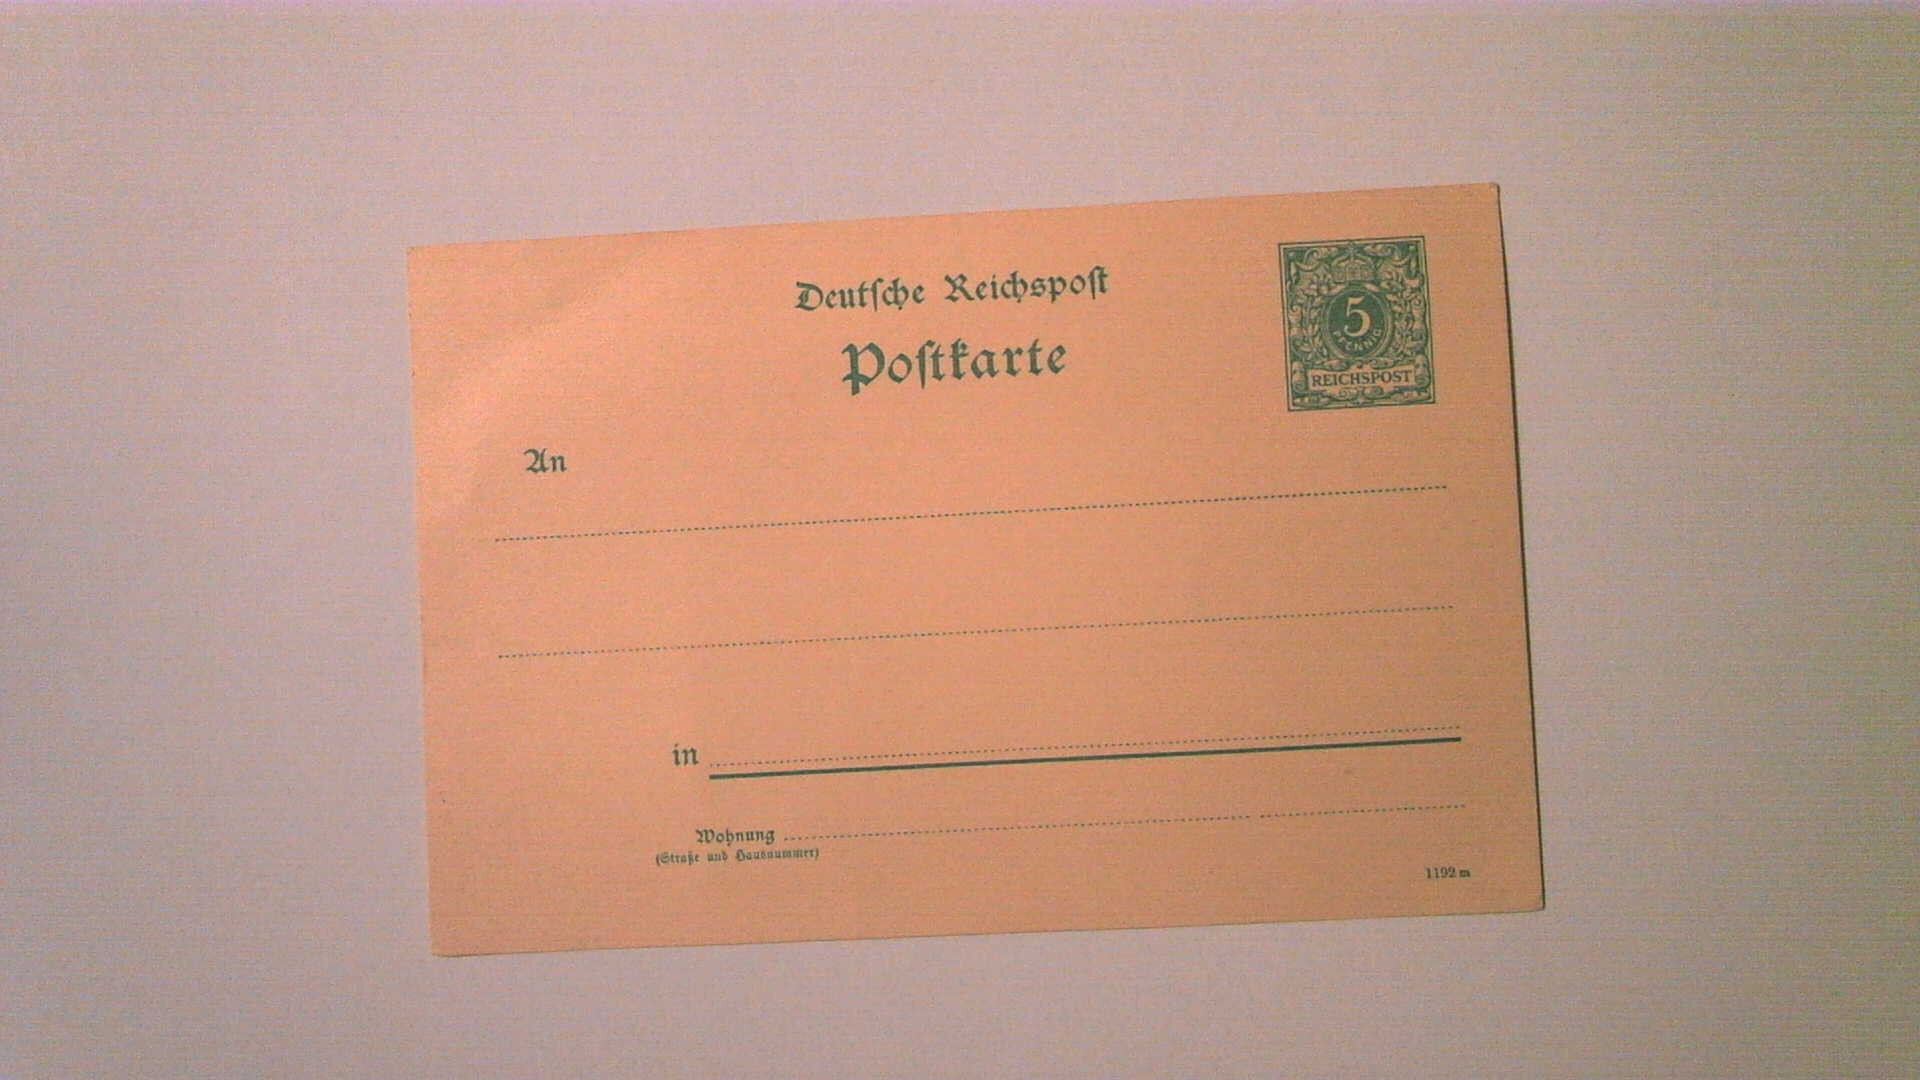 Deutſche Reichspoſt
Poſtkarte
5
PFENNIG
REICHSPOST
An
in
Wohnung
(Straße und Hausnummer)
1192 m